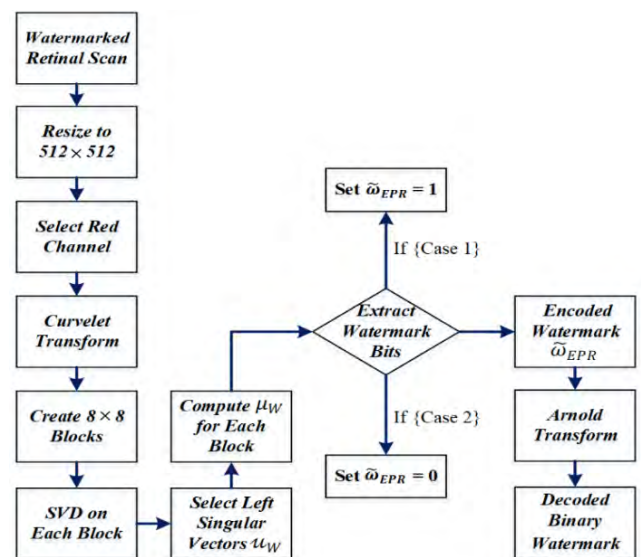 Watermarked
Retinal Scan
Resize to
512 × 512
Select Red
Channel
Curvelet
Transform
Create 8 × 8
Blocks
SVD on
Each Block
Select Left
Singular
Vectors 𝓊_W
Compute μ_W
for Each
Block
Extract
Watermark
Bits
If {Case 1}
Set ω̃_EPR = 1
If {Case 2}
Set ω̃_EPR = 0
Encoded
Watermark
ω̃_EPR
Arnold
Transform
Decoded
Binary
Watermark